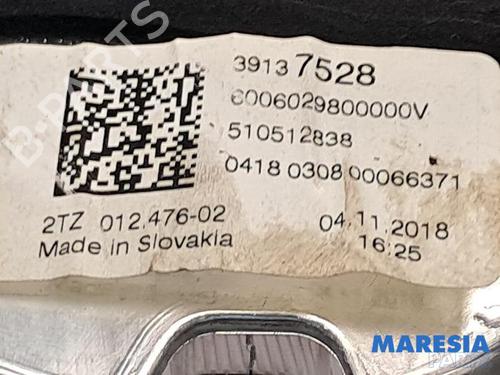 39137528
6006029800000V
510512838
0418 0308 00066371
2TZ 012.476-02
Made in Slovakia
04.11.2018
16:25
B-PARTS
MARESIA
PARTS